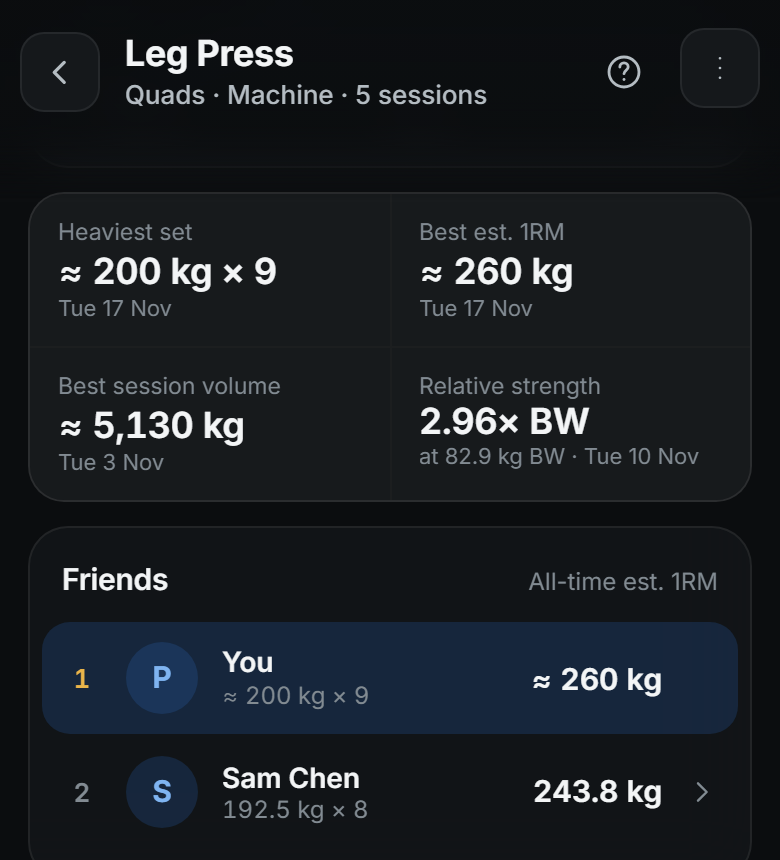 Leg Press
Quads · Machine · 5 sessions
Heaviest set
≈ 200 kg × 9
Tue 17 Nov
Best est. 1RM
≈ 260 kg
Tue 17 Nov
Best session volume
≈ 5,130 kg
Tue 3 Nov
Relative strength
2.96× BW
at 82.9 kg BW · Tue 10 Nov
Friends
All-time est. 1RM
1
P
You
≈ 200 kg × 9
≈ 260 kg
2
S
Sam Chen
192.5 kg × 8
243.8 kg